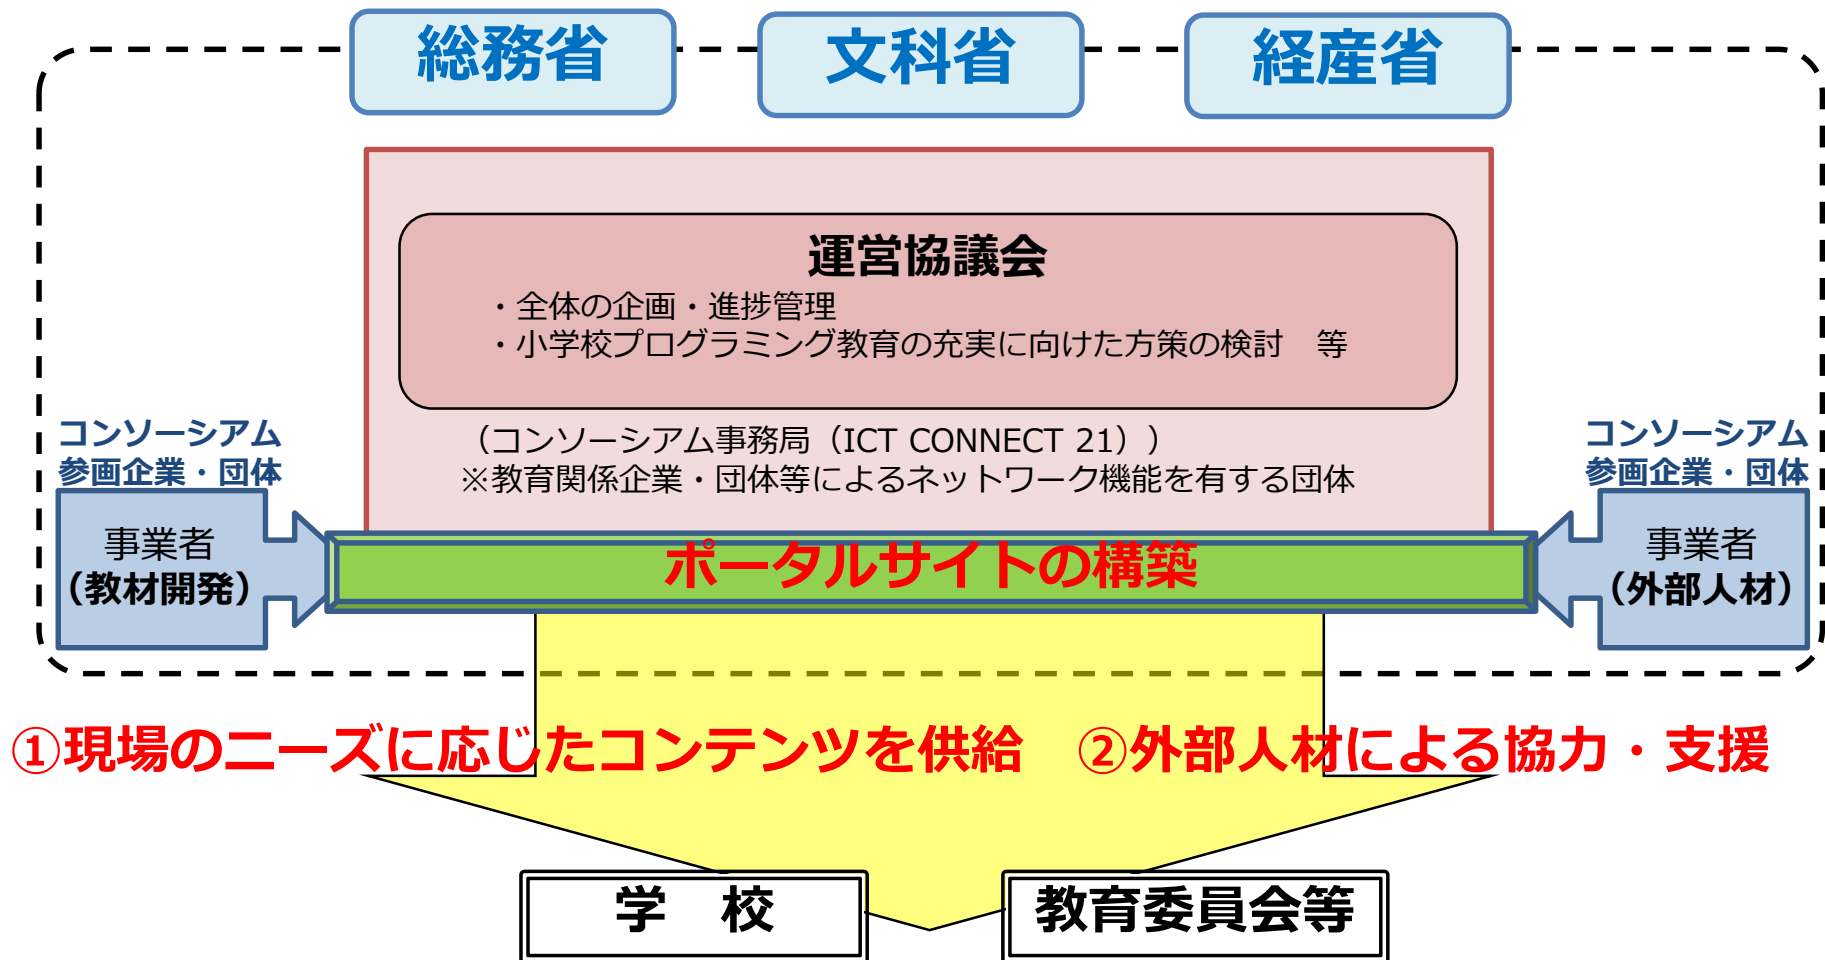 総務省
文科省
経産省
運営協議会
・全体の企画・進捗管理
・小学校プログラミング教育の充実に向けた方策の検討　等
（コンソーシアム事務局（ICT CONNECT 21））
※教育関係企業・団体等によるネットワーク機能を有する団体
コンソーシアム
参画企業・団体
事業者
（教材開発）
コンソーシアム
参画企業・団体
事業者
（外部人材）
ポータルサイトの構築
①現場のニーズに応じたコンテンツを供給　②外部人材による協力・支援
学　校
教育委員会等